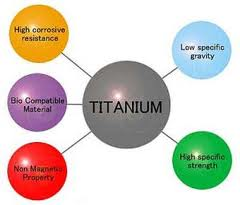 High corrosive
resistance
Low specific
gravity
Bio Compatible
Material
TITANIUM
Non Magnetic
Property
High specific
strength